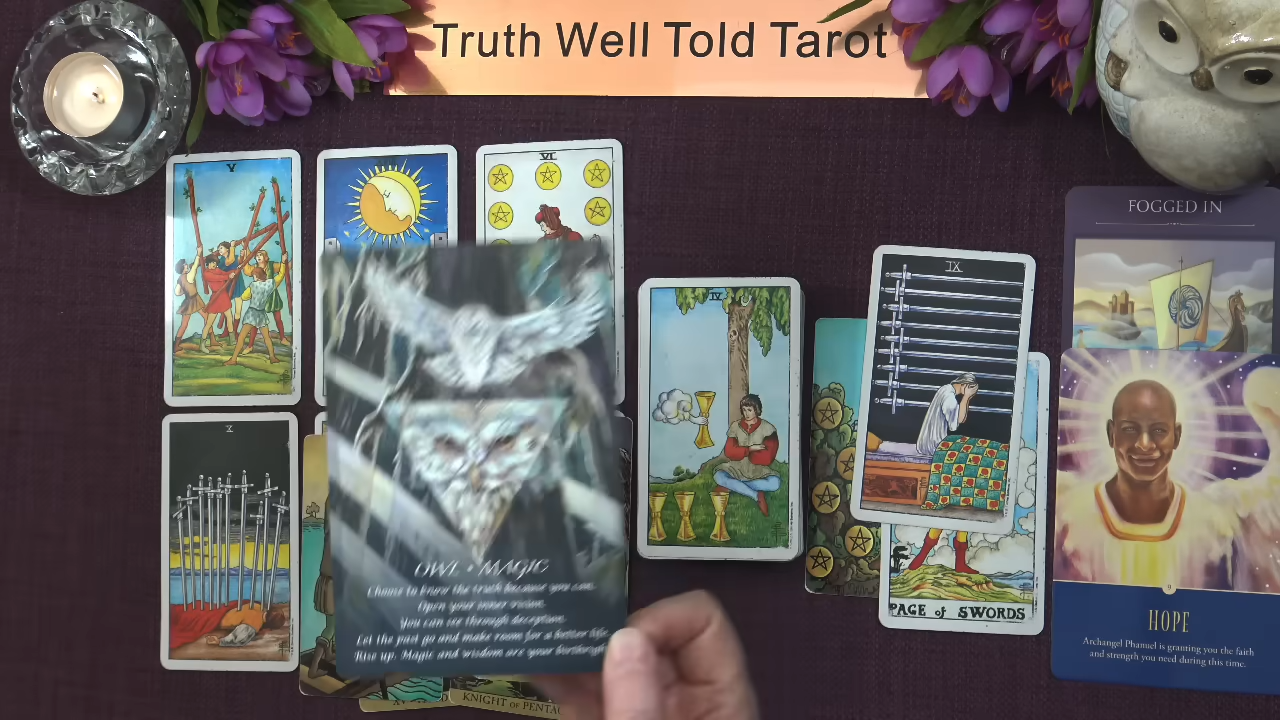 Truth Well Told Tarot
V
VI
IV
IX
FOGGED IN
X
OWL • MAGIC
Choose to know the truth because you can.
Open your inner vision.
You can see through deception.
Let the past go and make room for a better life.
Rise up. Magic and wisdom are your birthright
PAGE of SWORDS
9
HOPE
Archangel Phanuel is granting you the faith
and strength you need during this time.
KNIGHT OF PENTA